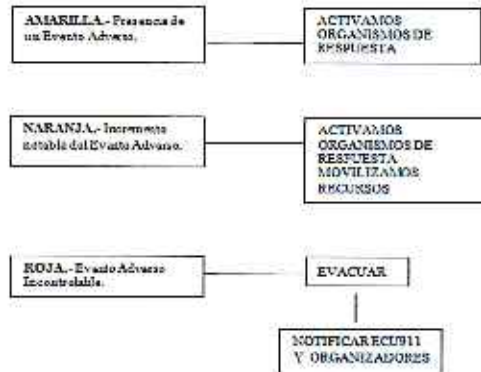 AMARILLA.- Presencia de
un Evento Adverso.
ACTIVAMOS
ORGANISMOS DE
RESPUESTA
NARANJA.- Incremento
notable del Evento Adverso.
ACTIVAMOS
ORGANISMOS DE
RESPUESTA
MOVILIZAMOS
RECURSOS
ROJA.- Evento Adverso
Incontrolable.
EVACUAR
NOTIFICAR ECU911
Y ORGANIZADORES